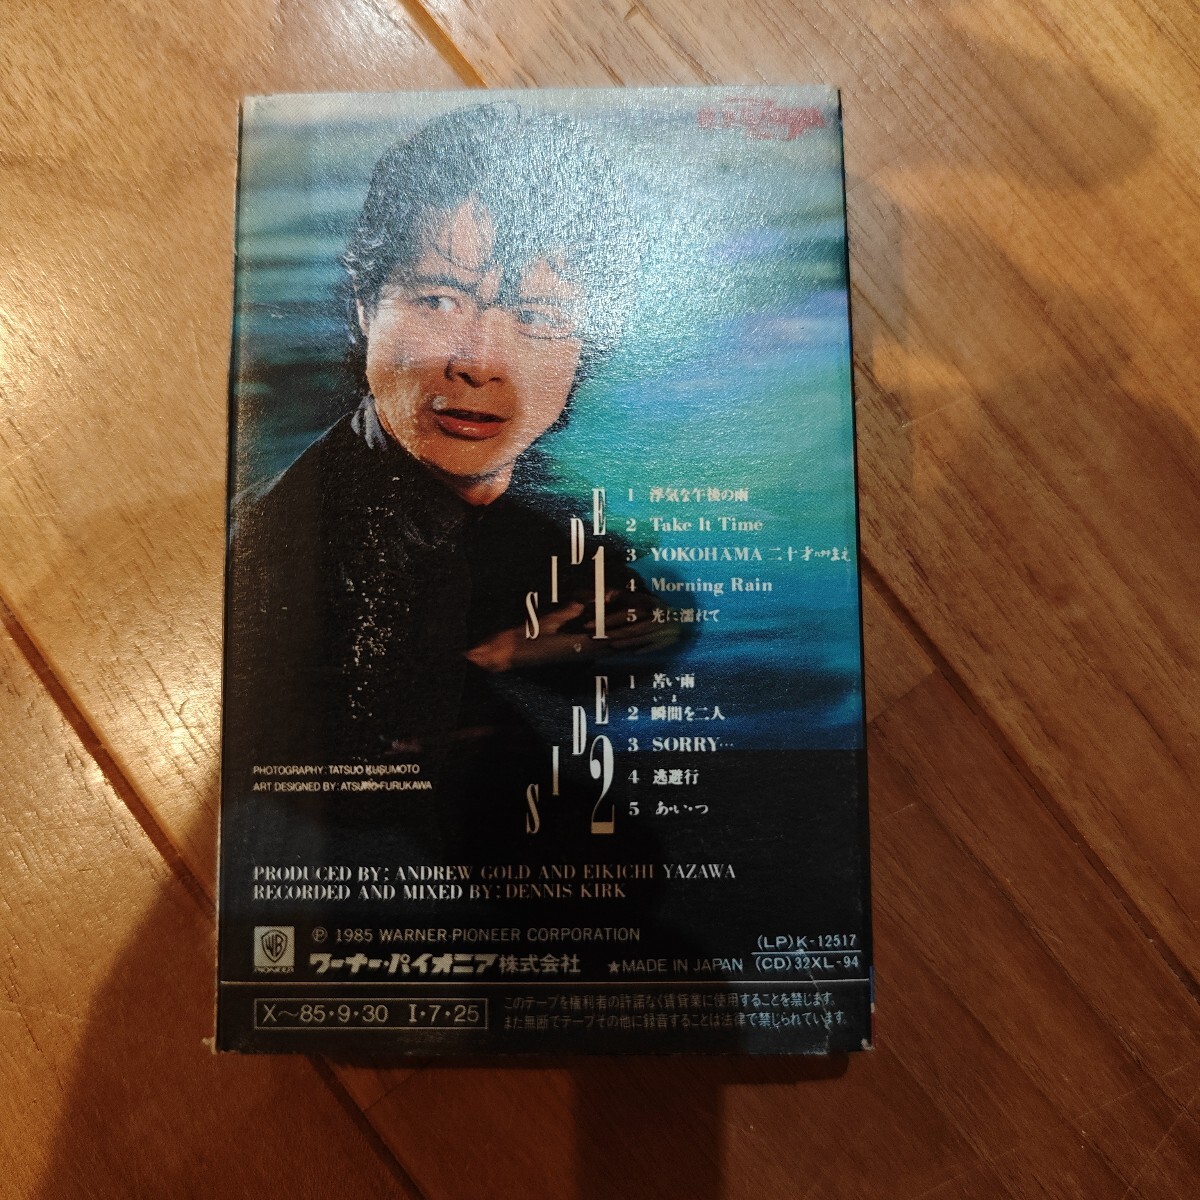 SIDE 1
1 浮気な午後の雨
2 Take It Time
3 YOKOHAMA 二十才まえ
4 Morning Rain
5 光に濡れて
SIDE 2
1 苦い雨
いま
2 瞬間を二人
3 SORRY…
4 逃避行
5 あ・い・つ
PHOTOGRAPHY: TATSUO KUSUMOTO
ART DESIGNED BY: ATSUKO FURUKAWA
PRODUCED BY: ANDREW GOLD AND EIKICHI YAZAWA
RECORDED AND MIXED BY: DENNIS KIRK
WB
PIONEER
Ⓟ 1985 WARNER-PIONEER CORPORATION
ワーナー・パイオニア株式会社
★MADE IN JAPAN
(LP)K-12517
(CD)32XL-94
X〜85・9・30 I・7・25
このテープを権利者の許諾なく賃貸業に使用することを禁じます。
また無断でテープその他に録音することは法律で禁じられています。